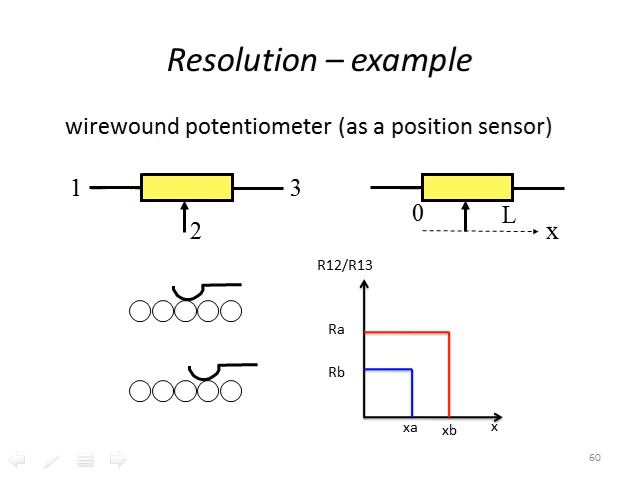 Resolution – example
wirewound potentiometer (as a position sensor)
1
3
2
0
L
x
R12/R13
Ra
Rb
xa
xb
x
60